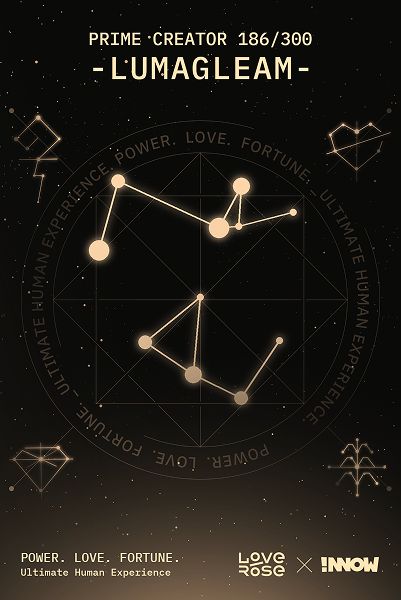 PRIME CREATOR 186/300
-LUMAGLEAM-
POWER. LOVE. FORTUNE. ULTIMATE HUMAN EXPERIENCE.
POWER. LOVE. FORTUNE - ULTIMATE HUMAN EXPERIENCE.
POWER. LOVE. FORTUNE.
Ultimate Human Experience
LOVE
ROSE
×
!NNOW